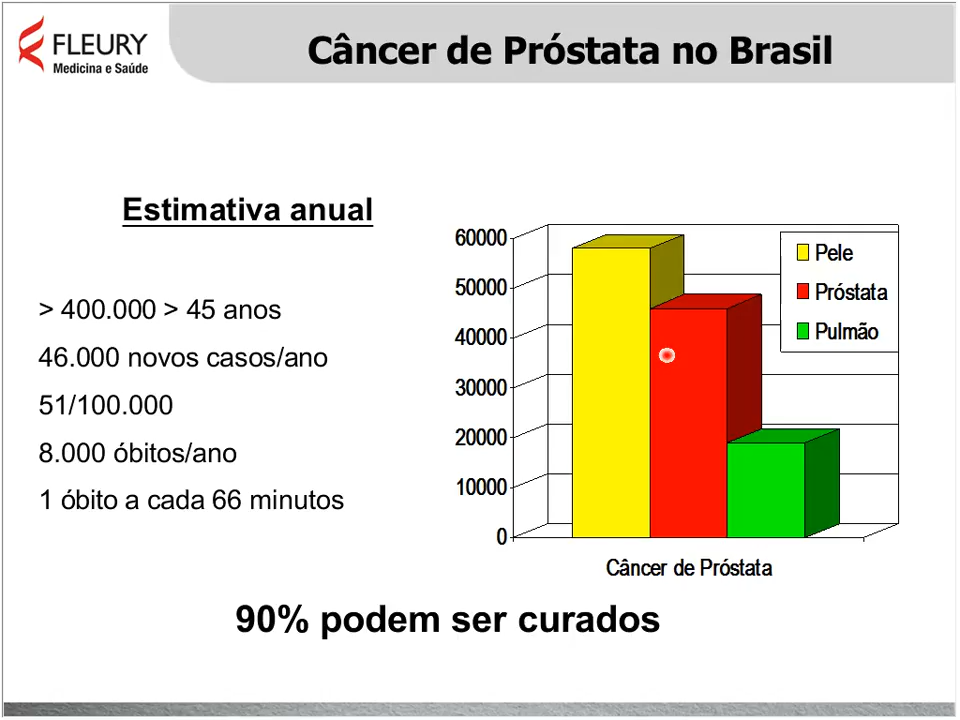 FLEURY
Medicina e Saúde
Câncer de Próstata no Brasil
Estimativa anual
> 400.000 > 45 anos
46.000 novos casos/ano
51/100.000
8.000 óbitos/ano
1 óbito a cada 66 minutos
60000
50000
40000
30000
20000
10000
0
Pele
Próstata
Pulmão
Câncer de Próstata
90% podem ser curados